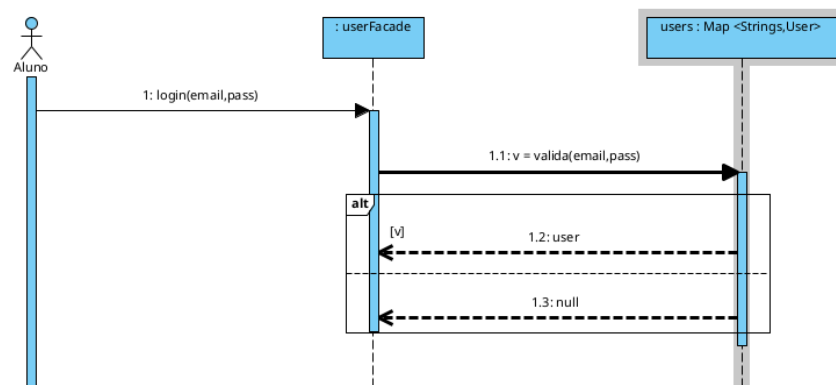 : userFacade
users : Map <Strings,User>
Aluno
1: login(email,pass)
1.1: v = valida(email,pass)
alt
[v]
1.2: user
1.3: null